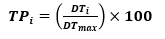 TP_i = (DT_i / DT_max) × 100